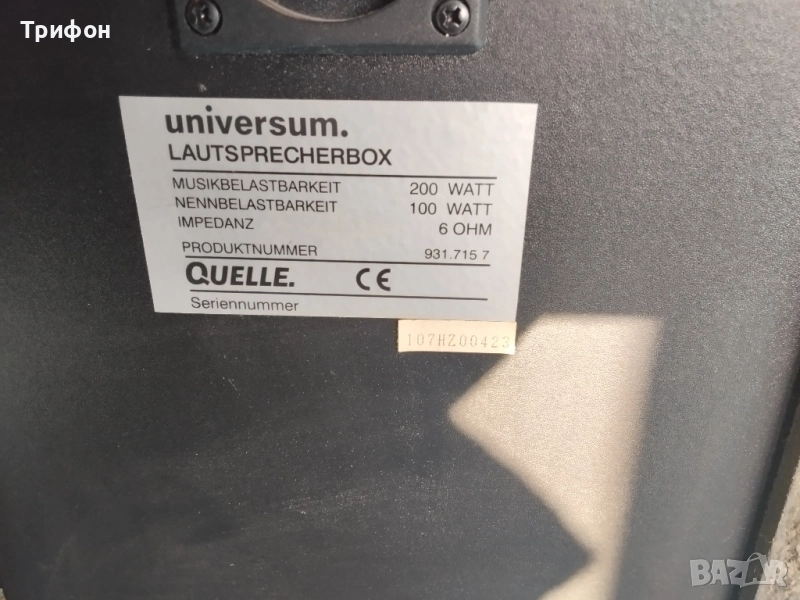 Трифон
universum.
LAUTSPRECHERBOX
MUSIKBELASTBARKEIT 200 WATT
NENNBELASTBARKEIT 100 WATT
IMPEDANZ 6 OHM
PRODUKTNUMMER 931.715 7
QUELLE. CE
Seriennummer
107HZ00423
BAZAR